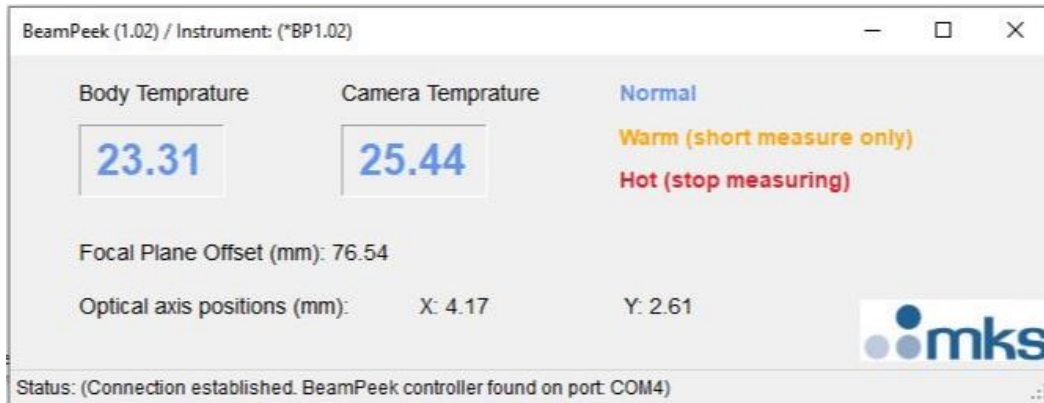 BeamPeek (1.02) / Instrument: (*BP1.02)
Body Temprature Camera Temprature Normal
Warm (short measure only)
23.31 25.44
Hot (stop measuring)
Focal Plane Offset (mm): 76.54
Optical axis positions (mm): X: 4.17 Y: 2.61
mks
Status: (Connection established. BeamPeek controller found on port: COM4)